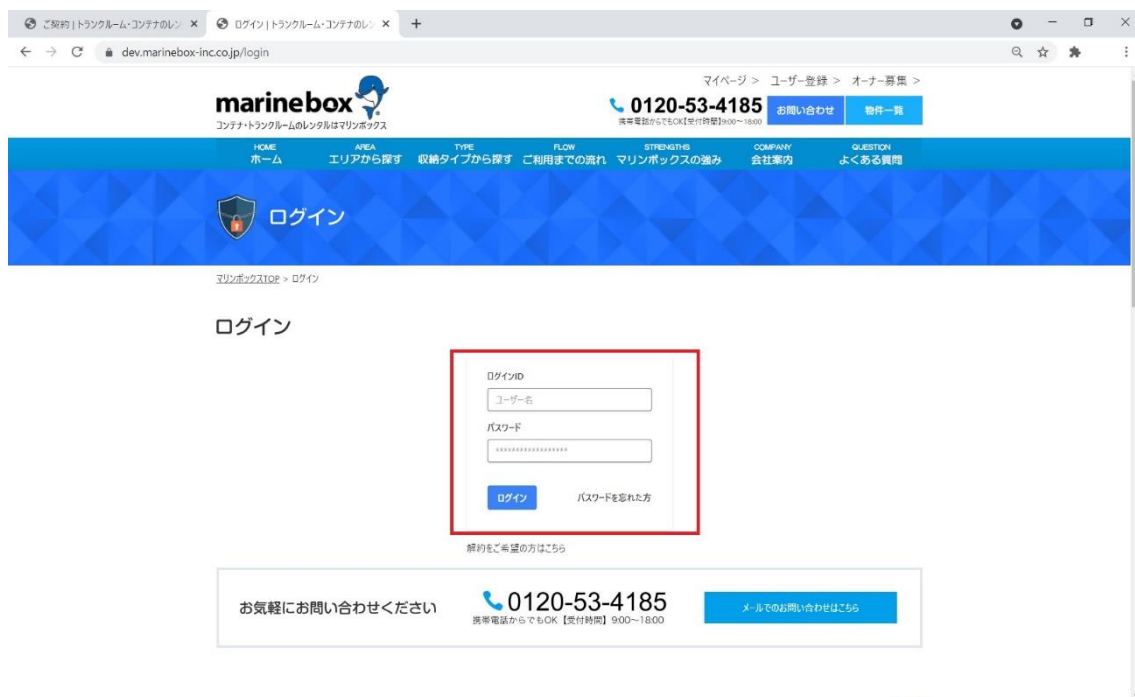 ご契約 | トランクルーム・コンテナのレン
ログイン | トランクルーム・コンテナのレン
dev.marinebox-inc.co.jp/login
マイページ > ユーザー登録 > オーナー募集 >
marinebox
コンテナ・トランクルームのレンタルはマリンボックス
0120-53-4185
携帯電話からでもOK【受付時間】9:00～18:00
お問い合わせ
物件一覧
HOME
ホーム
AREA
エリアから探す
TYPE
収納タイプから探す
FLOW
ご利用までの流れ
STRENGTHS
マリンボックスの強み
COMPANY
会社案内
QUESTION
よくある質問
ログイン
マリンボックスTOP > ログイン
ログイン
ログインID
ユーザー名
パスワード
******************
ログイン
パスワードを忘れた方
解約をご希望の方はこちら
お気軽にお問い合わせください
0120-53-4185
携帯電話からでもOK【受付時間】9:00～18:00
メールでのお問い合わせはこちら